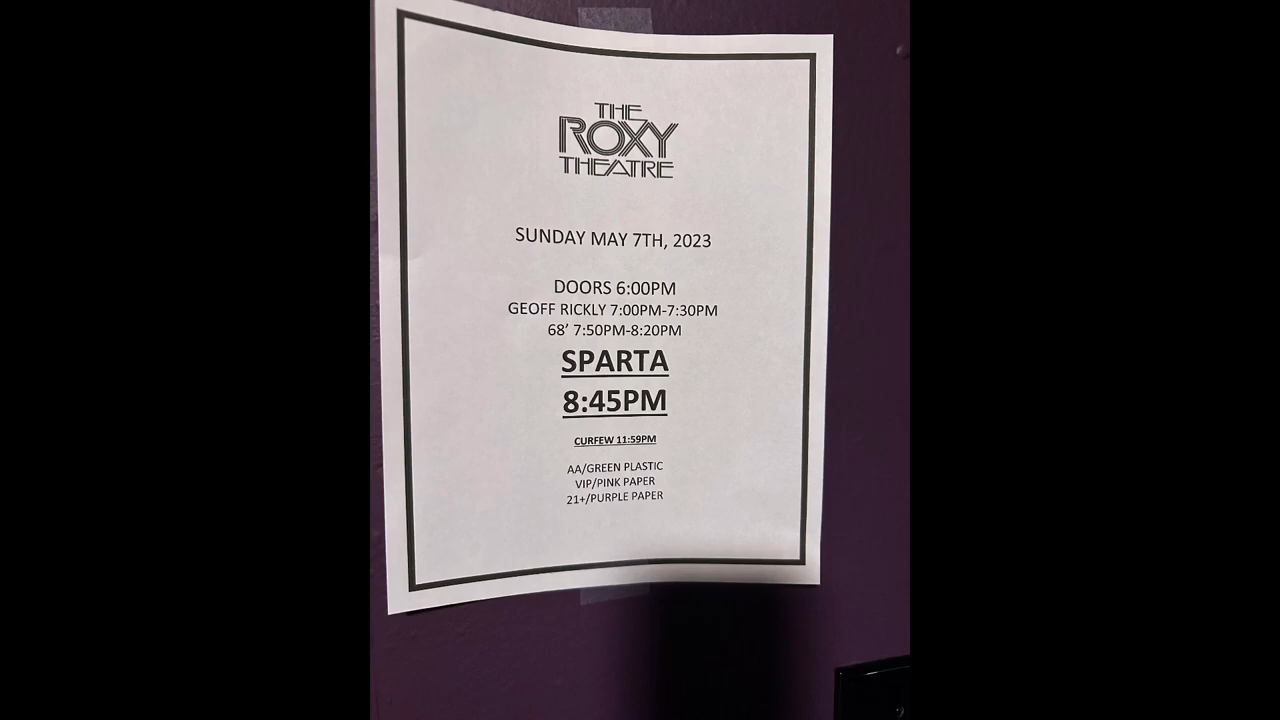 THE
ROXY
THEATRE
SUNDAY MAY 7TH, 2023
DOORS 6:00PM
GEOFF RICKLY 7:00PM-7:30PM
68’ 7:50PM-8:20PM
SPARTA
8:45PM
CURFEW 11:59PM
AA/GREEN PLASTIC
VIP/PINK PAPER
21+/PURPLE PAPER